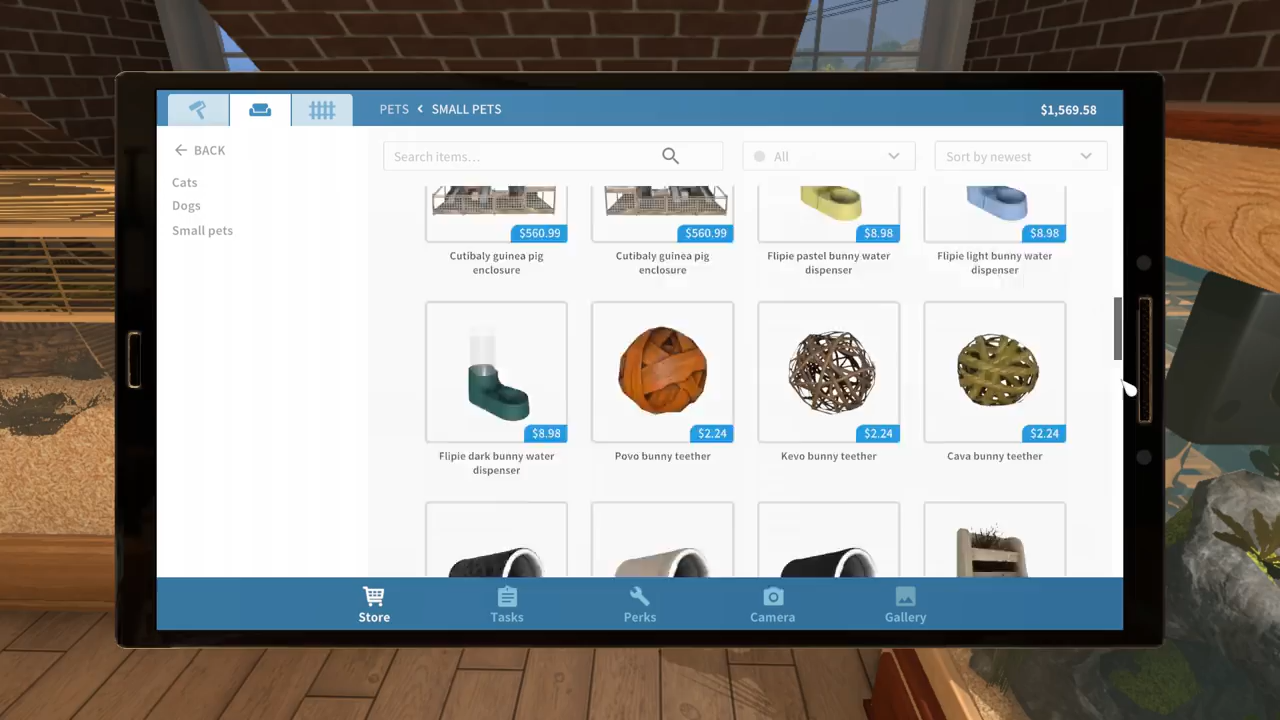 PETS < SMALL PETS
$1,569.58
BACK
Search items...
All
Sort by newest
Cats
Dogs
Small pets
$560.99
$560.99
$8.98
$8.98
Cutibaly guinea pig
enclosure
Cutibaly guinea pig
enclosure
Flipie pastel bunny water
dispenser
Flipie light bunny water
dispenser
$8.98
$2.24
$2.24
$2.24
Flipie dark bunny water
dispenser
Povo bunny teether
Kevo bunny teether
Cava bunny teether
Store
Tasks
Perks
Camera
Gallery